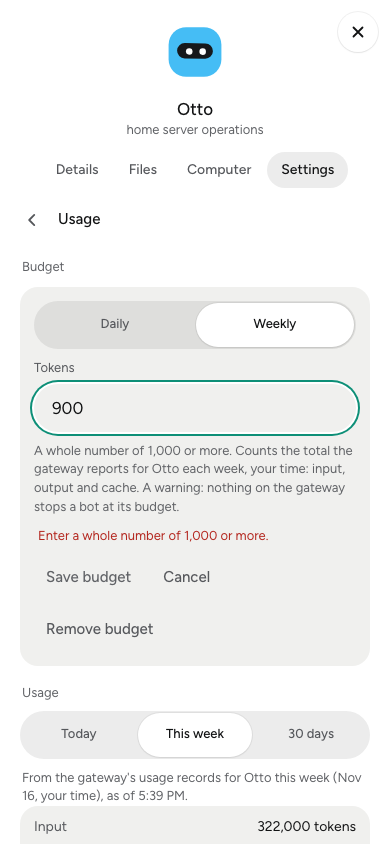 Otto
home server operations
Details Files Computer Settings
Usage
Budget
Daily Weekly
Tokens
900
A whole number of 1,000 or more. Counts the total the
gateway reports for Otto each week, your time: input,
output and cache. A warning: nothing on the gateway
stops a bot at its budget.
Enter a whole number of 1,000 or more.
Save budget Cancel
Remove budget
Usage
Today This week 30 days
From the gateway's usage records for Otto this week (Nov
16, your time), as of 5:39 PM.
Input 322,000 tokens